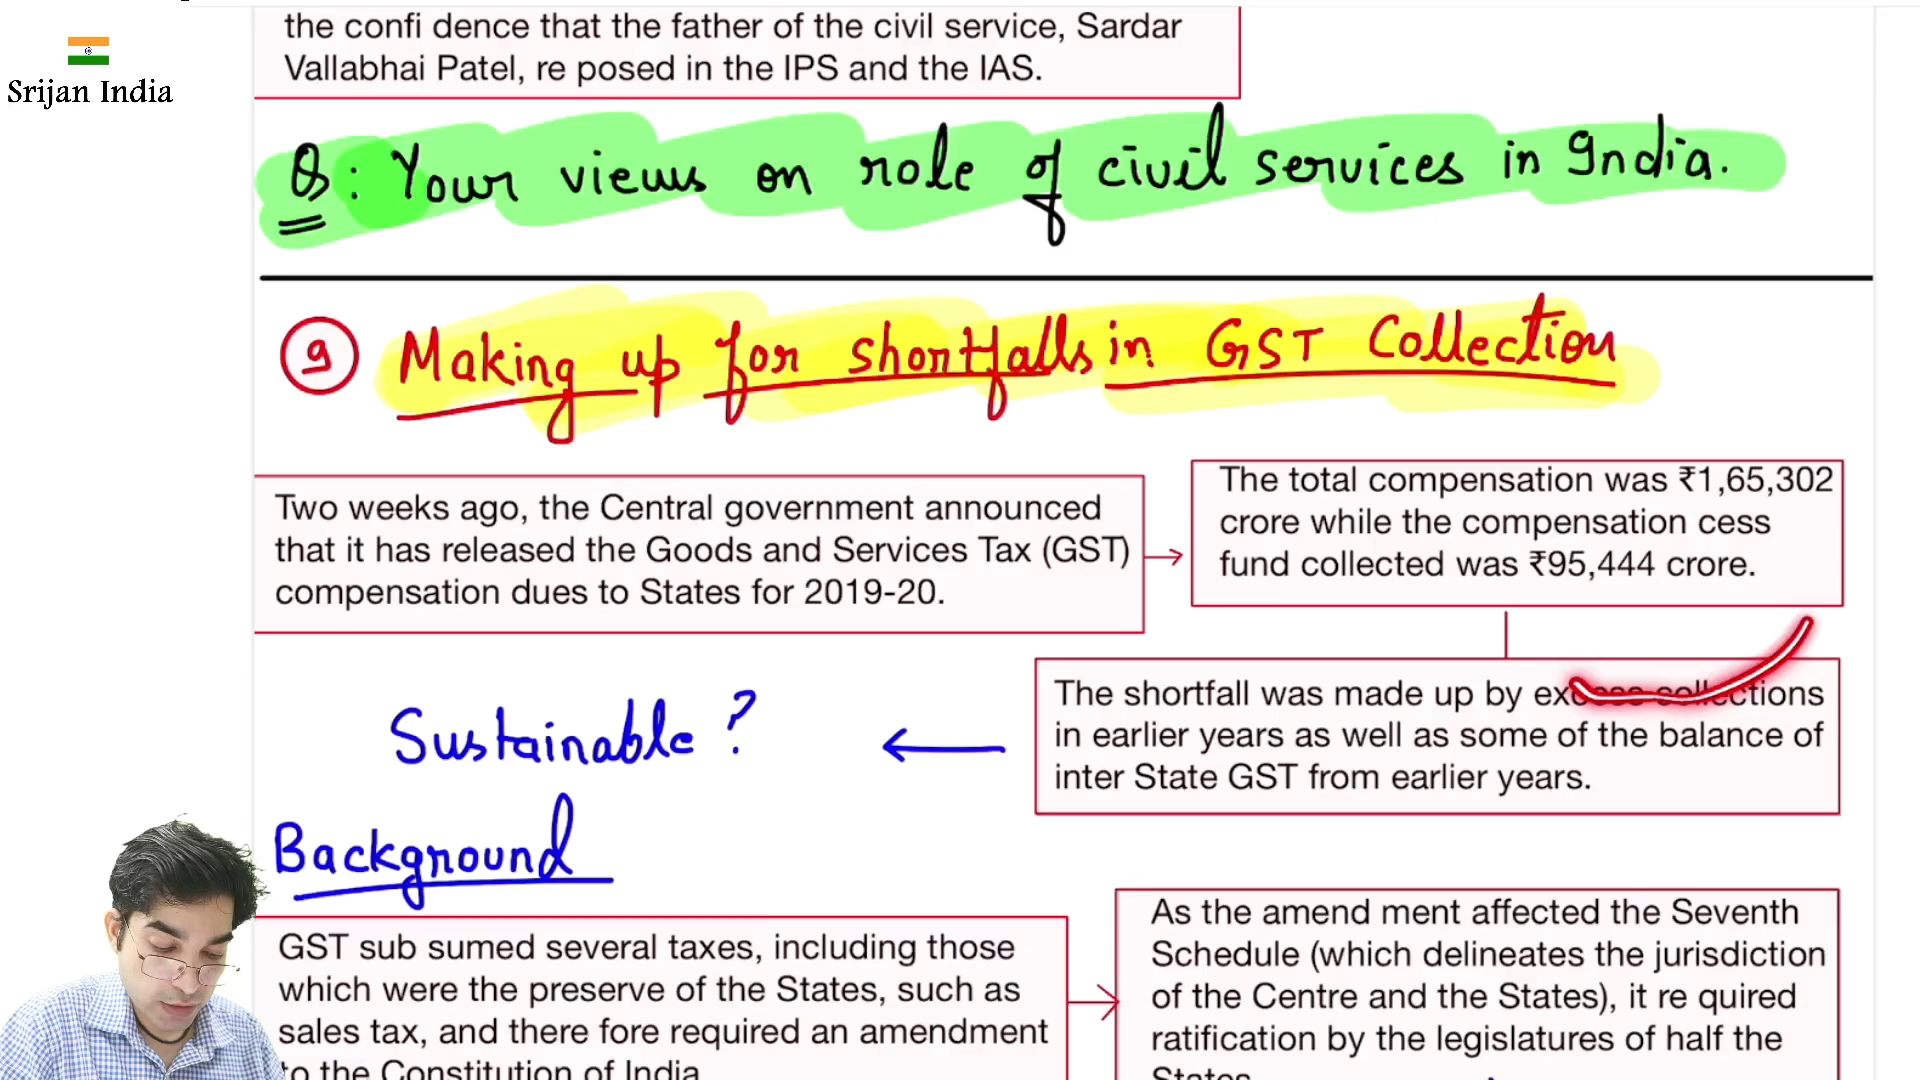 the confi dence that the father of the civil service, Sardar
Vallabhai Patel, re posed in the IPS and the IAS.
Srijan India
Q: Your views on role of civil services in India.
9 Making up for shortfalls in GST Collection
Two weeks ago, the Central government announced
that it has released the Goods and Services Tax (GST)
compensation dues to States for 2019-20.
The total compensation was ₹1,65,302
crore while the compensation cess
fund collected was ₹95,444 crore.
The shortfall was made up by excess collections
in earlier years as well as some of the balance of
inter State GST from earlier years.
Sustainable ?
Background
GST sub sumed several taxes, including those
which were the preserve of the States, such as
sales tax, and there fore required an amendment
to the Constitution of India
As the amend ment affected the Seventh
Schedule (which delineates the jurisdiction
of the Centre and the States), it re quired
ratification by the legislatures of half the
States